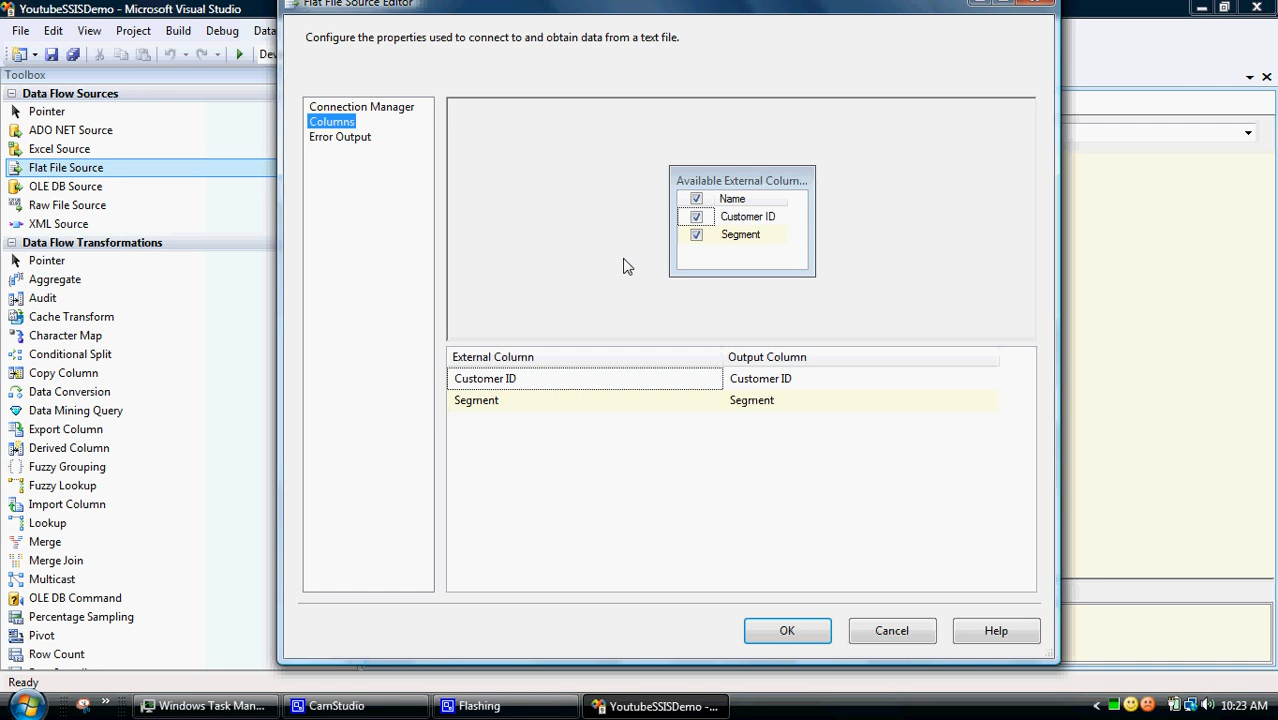 YoutubeSSISDemo - Microsoft Visual Studio
Flat File Source Editor
File Edit View Project Build Debug Data
Configure the properties used to connect to and obtain data from a text file.
Toolbox
Data Flow Sources
Pointer
ADO NET Source
Excel Source
Flat File Source
OLE DB Source
Raw File Source
XML Source
Data Flow Transformations
Pointer
Aggregate
Audit
Cache Transform
Character Map
Conditional Split
Copy Column
Data Conversion
Data Mining Query
Export Column
Derived Column
Fuzzy Grouping
Fuzzy Lookup
Import Column
Lookup
Merge
Merge Join
Multicast
OLE DB Command
Percentage Sampling
Pivot
Row Count
Connection Manager
Columns
Error Output
Available External Colum...
Name
Customer ID
Segment
External Column Output Column
Customer ID Customer ID
Segment Segment
OK Cancel Help
Ready
Windows Task Man... CamStudio Flashing YoutubeSSISDemo -... 10:23 AM